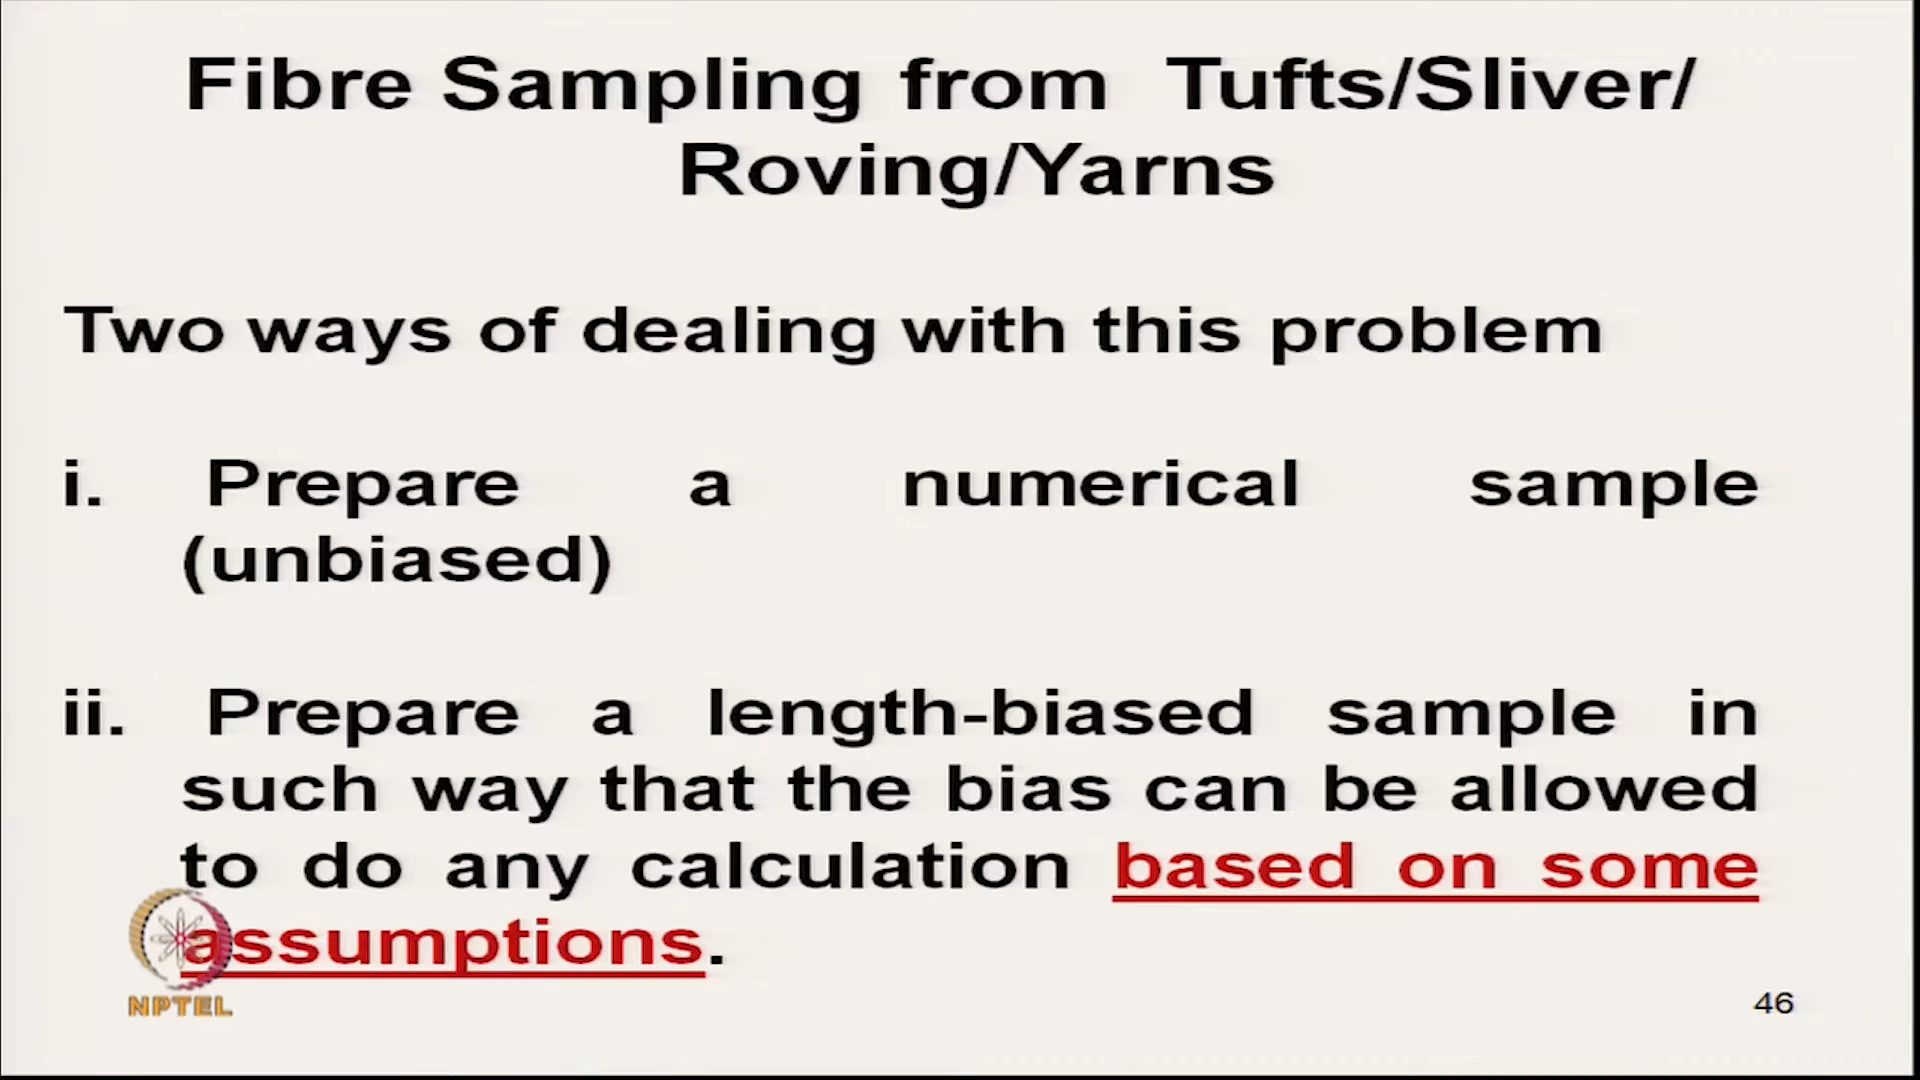 Fibre Sampling from Tufts/Sliver/
Roving/Yarns
Two ways of dealing with this problem
i. Prepare a numerical sample
(unbiased)
ii. Prepare a length-biased sample in
such way that the bias can be allowed
to do any calculation based on some
assumptions.
NPTEL
46